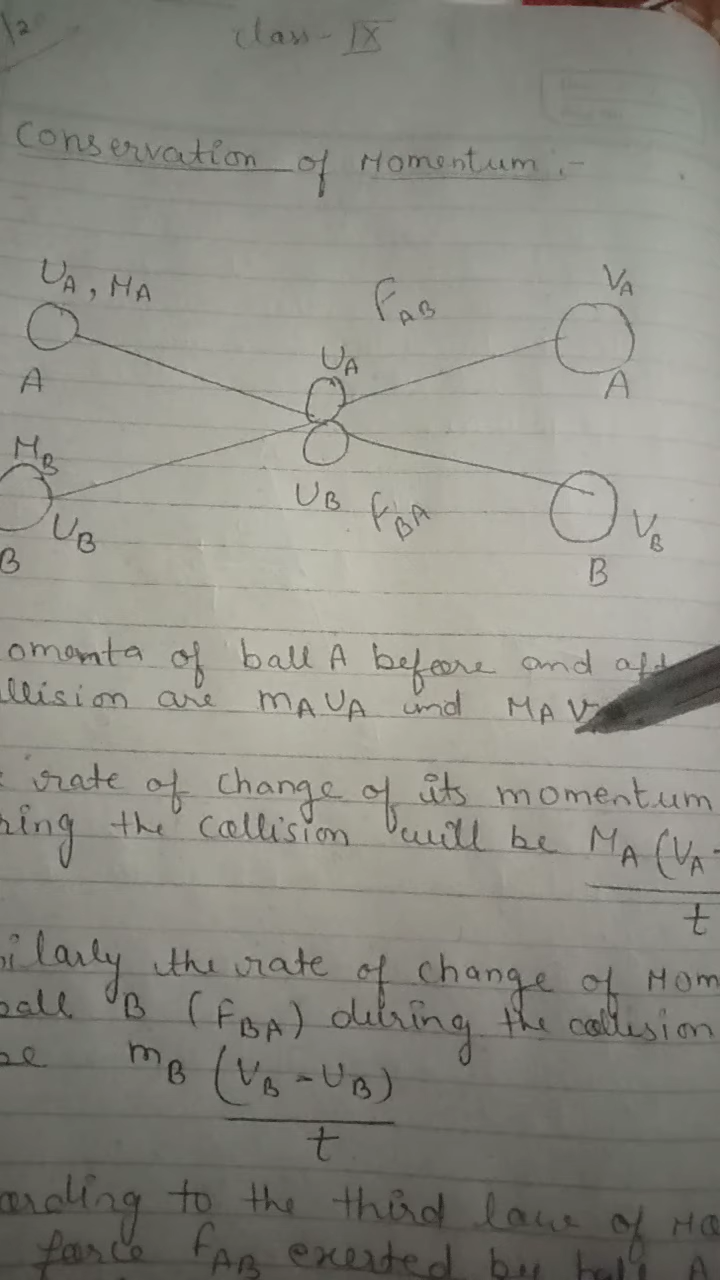 12
Class - IX
Conservation of Momentum :-
UA, MA
FAB
VA
A
UA
A
MB
UB
UB
FBA
VB
B
B
omenta of ball A before and aft
llision are mAUA and MAV
rate of change of its momentum
ring the collision will be MA (VA -
t
ilarly the rate of change of Mom
ball B (FBA) during the collision
be mB (VB - UB)
t
ording to the third law of Mo
force FAB exerted by ball A